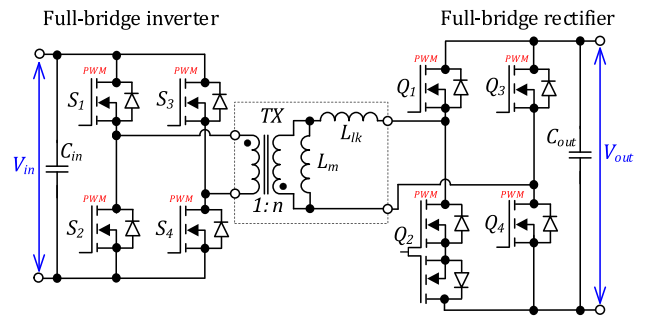 Full-bridge inverter Full-bridge rectifier
PWM PWM PWM PWM
S1 S3 TX Q1 Q3
Llk
Vin Cin Lm Cout Vout
PWM PWM 1:n PWM PWM
S2 S4 Q2 Q4